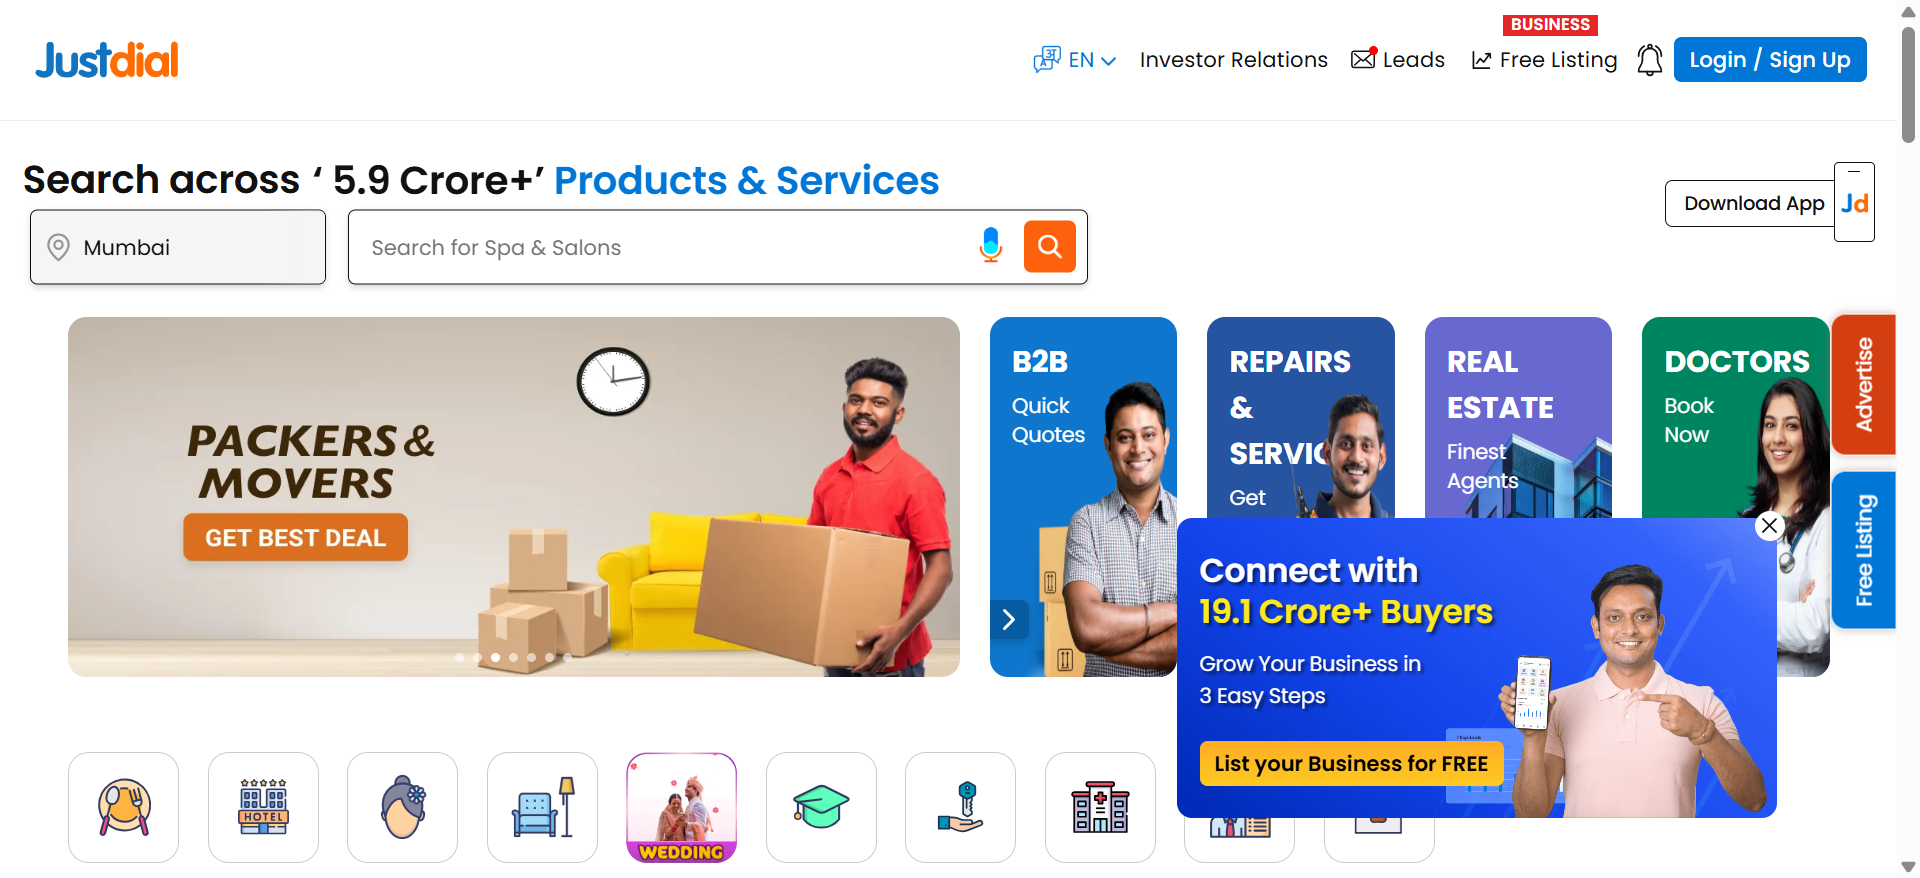 Justdial
EN
Investor Relations
Leads
BUSINESS
Free Listing
Login / Sign Up
Search across ‘ 5.9 Crore+’ Products & Services
Mumbai
Search for Spa & Salons
Download App
Jd
PACKERS &
MOVERS
GET BEST DEAL
B2B
Quick
Quotes
REPAIRS
&
SERVIC
Get
REAL
ESTATE
Finest
Agents
DOCTORS
Book
Now
Advertise
Free Listing
Connect with
19.1 Crore+ Buyers
Grow Your Business in
3 Easy Steps
List your Business for FREE
HOTEL
WEDDING